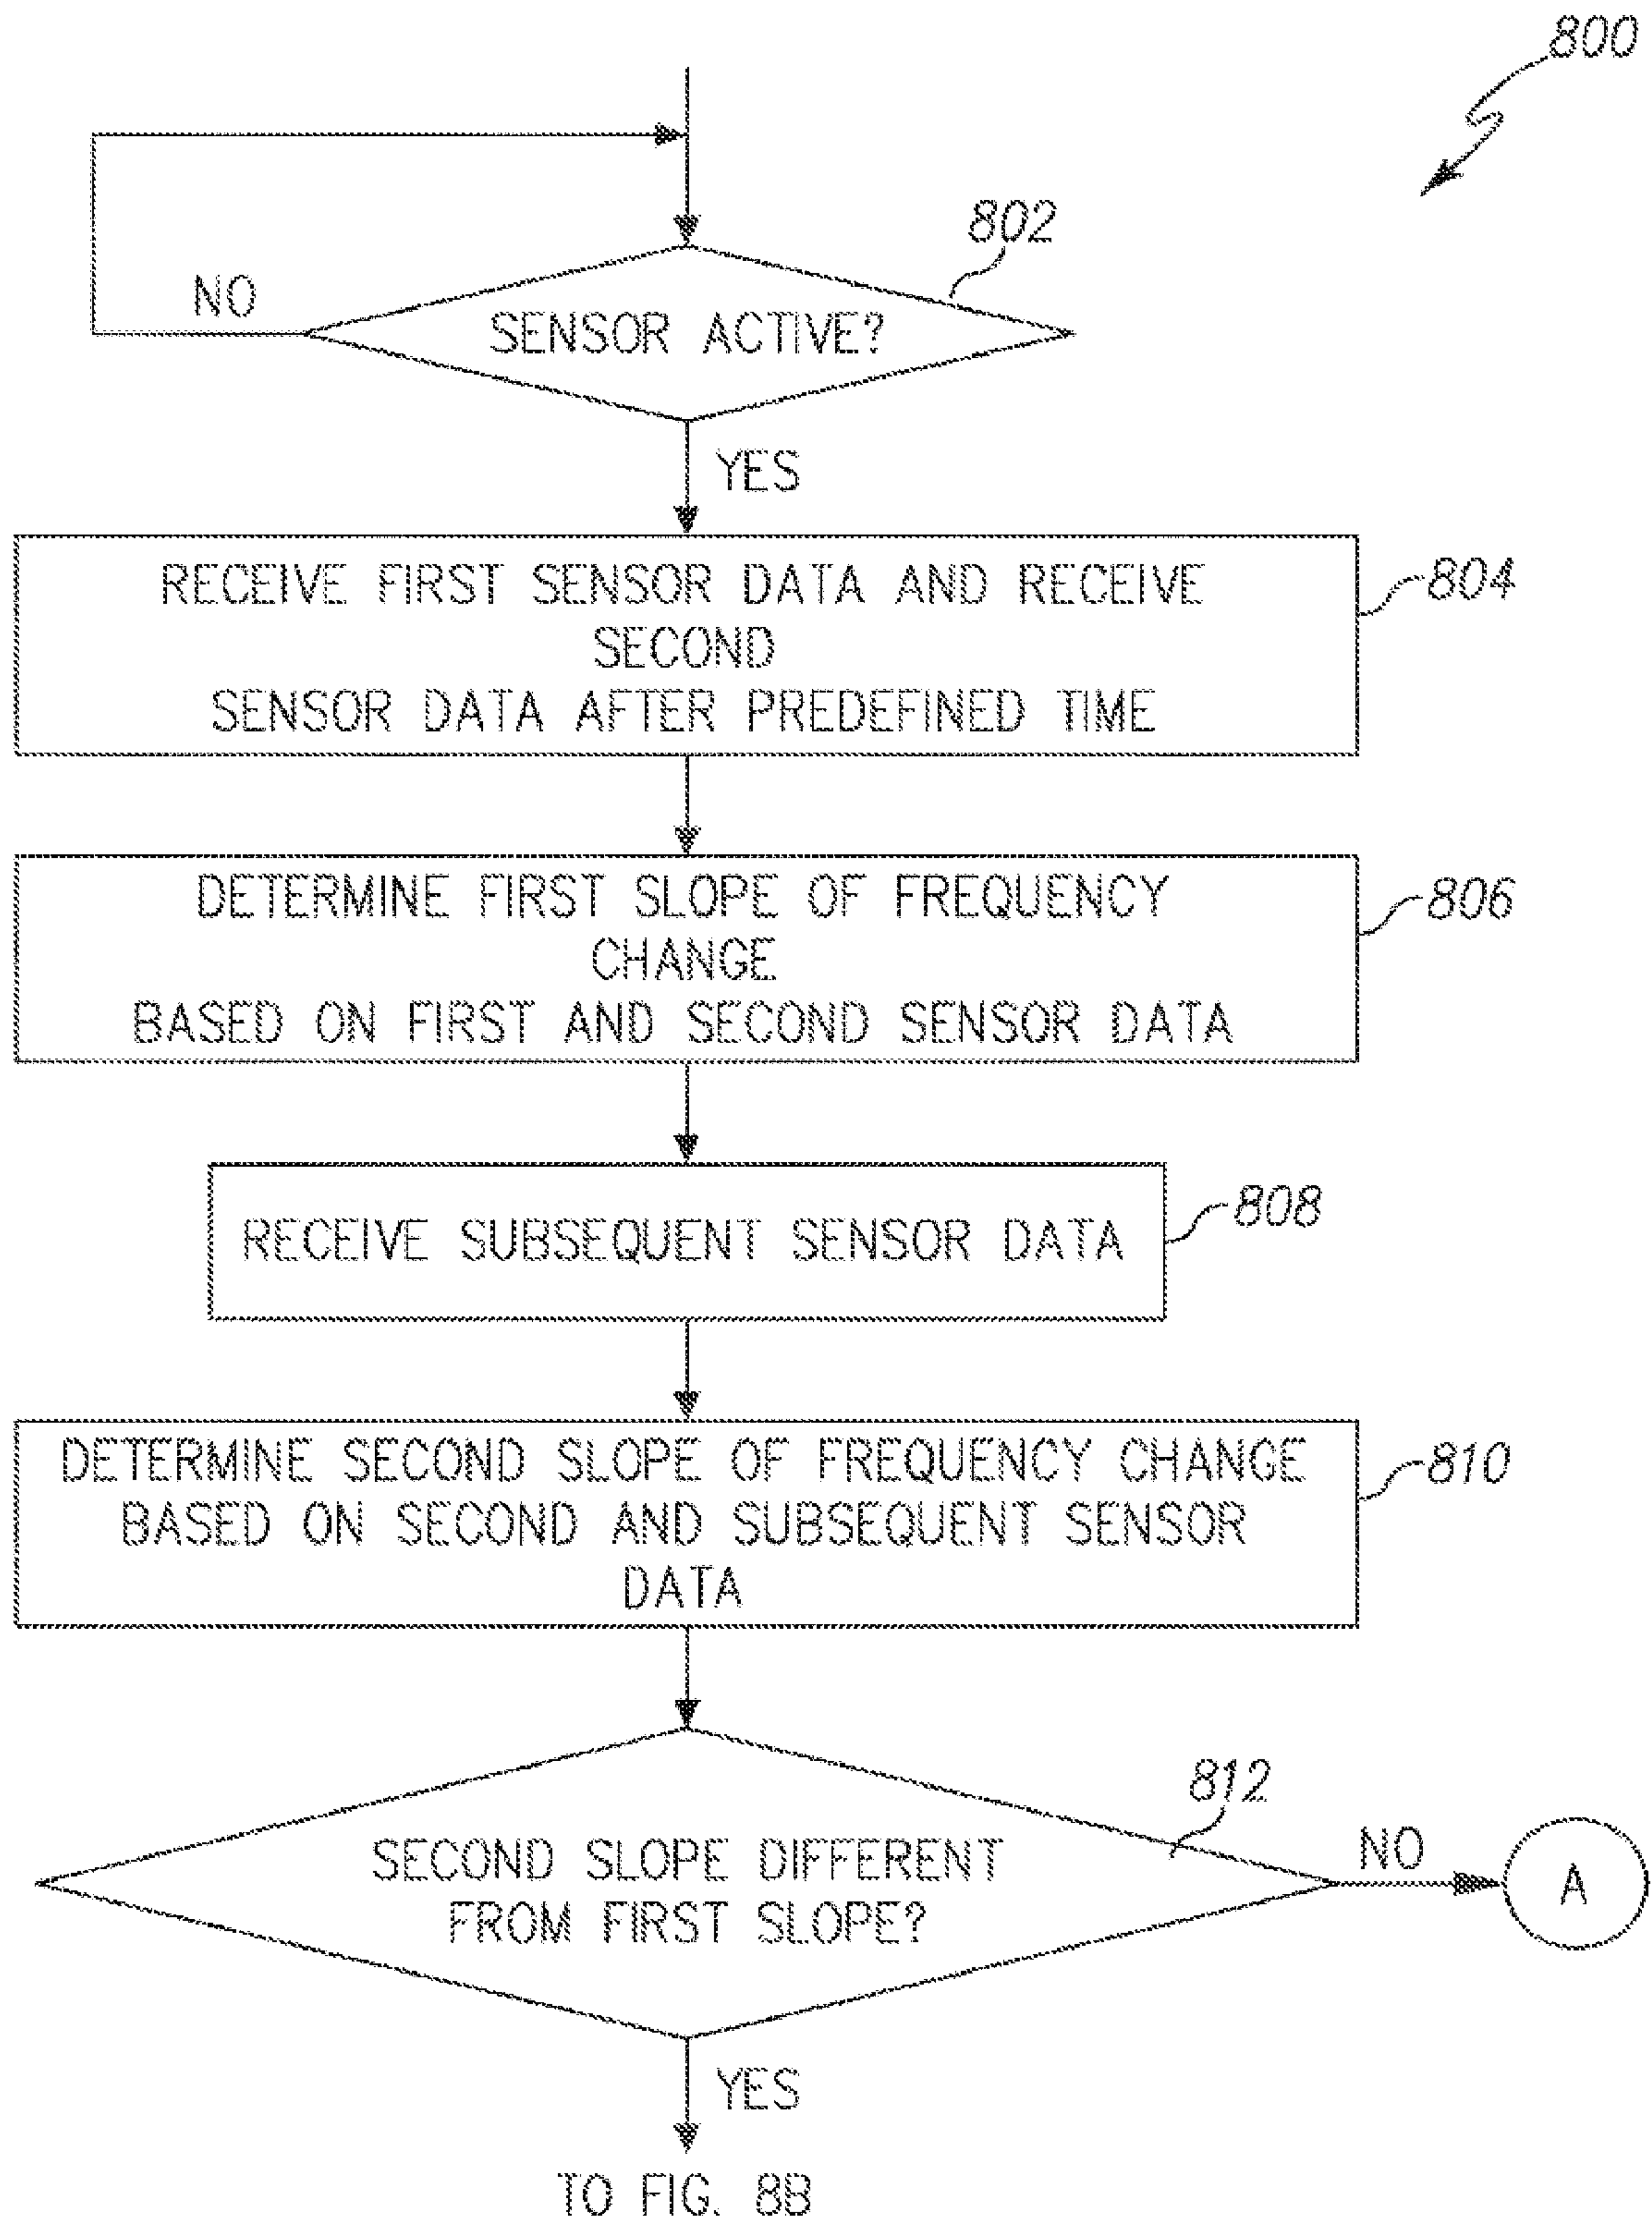 800
802
NO
SENSOR ACTIVE?
YES
RECEIVE FIRST SENSOR DATA AND RECEIVE
SECOND
SENSOR DATA AFTER PREDEFINED TIME
804
DETERMINE FIRST SLOPE OF FREQUENCY
CHANGE
BASED ON FIRST AND SECOND SENSOR DATA
806
RECEIVE SUBSEQUENT SENSOR DATA
808
DETERMINE SECOND SLOPE OF FREQUENCY CHANGE
BASED ON SECOND AND SUBSEQUENT SENSOR
DATA
810
812
SECOND SLOPE DIFFERENT
FROM FIRST SLOPE?
NO
A
YES
TO FIG. 8B